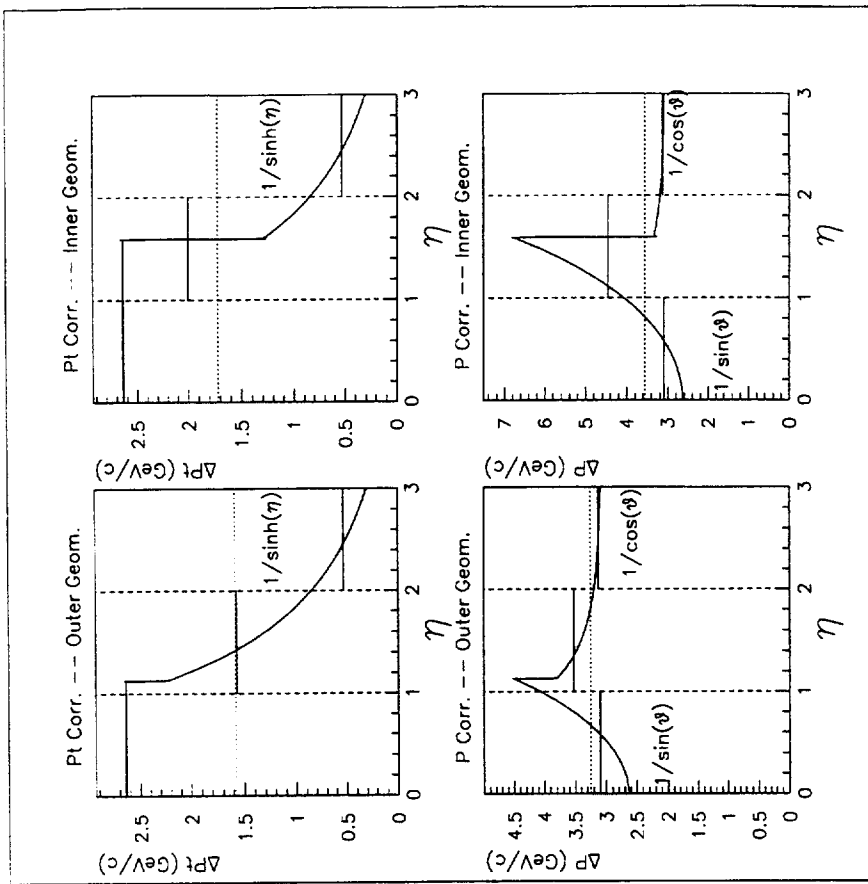 Pt Corr. -- Outer Geom.
ΔPt (GeV/c)
2.5
2
1.5
1
0.5
0
0
1
2
3
1/sinh(η)
η
Pt Corr. -- Inner Geom.
ΔPt (GeV/c)
2.5
2
1.5
1
0.5
0
0
1
2
3
1/sinh(η)
η
P Corr. -- Outer Geom.
ΔP (GeV/c)
4.5
4
3.5
3
2.5
2
1.5
1
0.5
0
0
1
2
3
1/sin(ϑ)
1/cos(ϑ)
η
P Corr. -- Inner Geom.
ΔP (GeV/c)
7
6
5
4
3
2
1
0
0
1
2
3
1/sin(ϑ)
1/cos(ϑ)
η